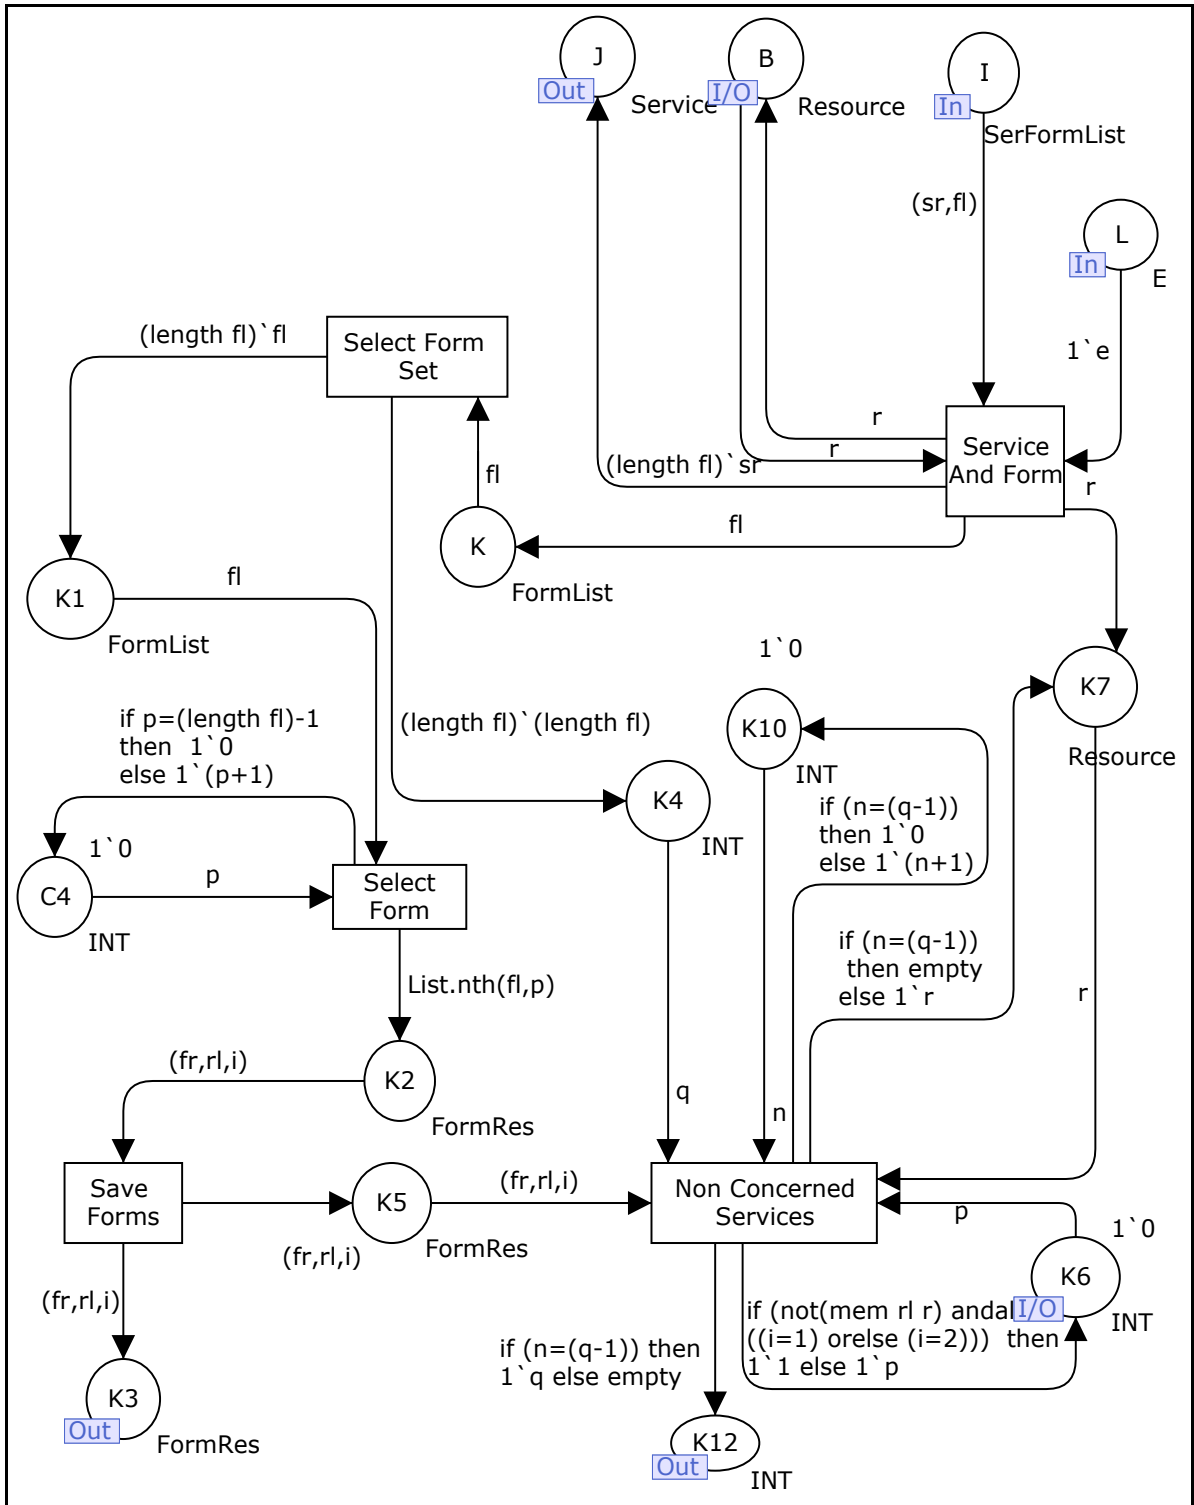 J
Out
Service
B
I/O
Resource
I
In
SerFormList
(sr,fl)
L
In
E
1`e
(length fl)`fl
Select Form
Set
r
r
(length fl)`sr
Service
And Form
r
fl
K
FormList
fl
K1
FormList
fl
1`0
K10
INT
K7
Resource
if p=(length fl)-1
then 1`0
else 1`(p+1)
(length fl)`(length fl)
K4
INT
if (n=(q-1))
then 1`0
else 1`(n+1)
1`0
C4
INT
p
Select
Form
if (n=(q-1))
then empty
else 1`r
r
List.nth(fl,p)
(fr,rl,i)
K2
FormRes
q
n
Save
Forms
K5
FormRes
(fr,rl,i)
(fr,rl,i)
Non Concerned
Services
p
1`0
K6
I/O
INT
(fr,rl,i)
if (not(mem rl r) andal
((i=1) orelse (i=2))) then
1`1 else 1`p
if (n=(q-1)) then
1`q else empty
K3
Out
FormRes
K12
Out
INT